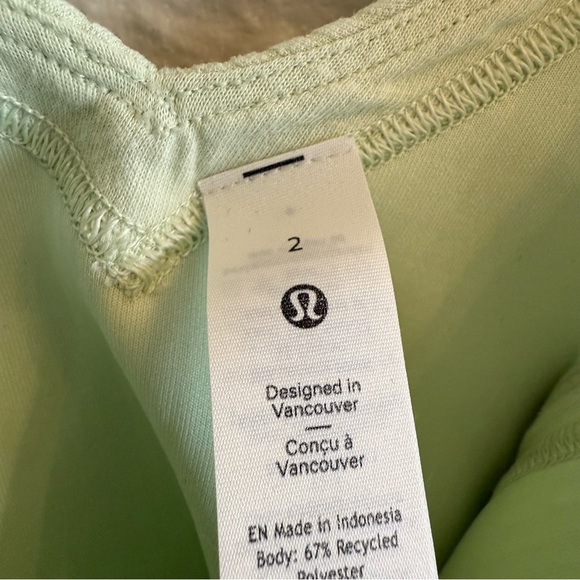 2
Designed in
Vancouver
—
Conçu à
Vancouver
EN Made in Indonesia
Body: 67% Recycled
Polyester